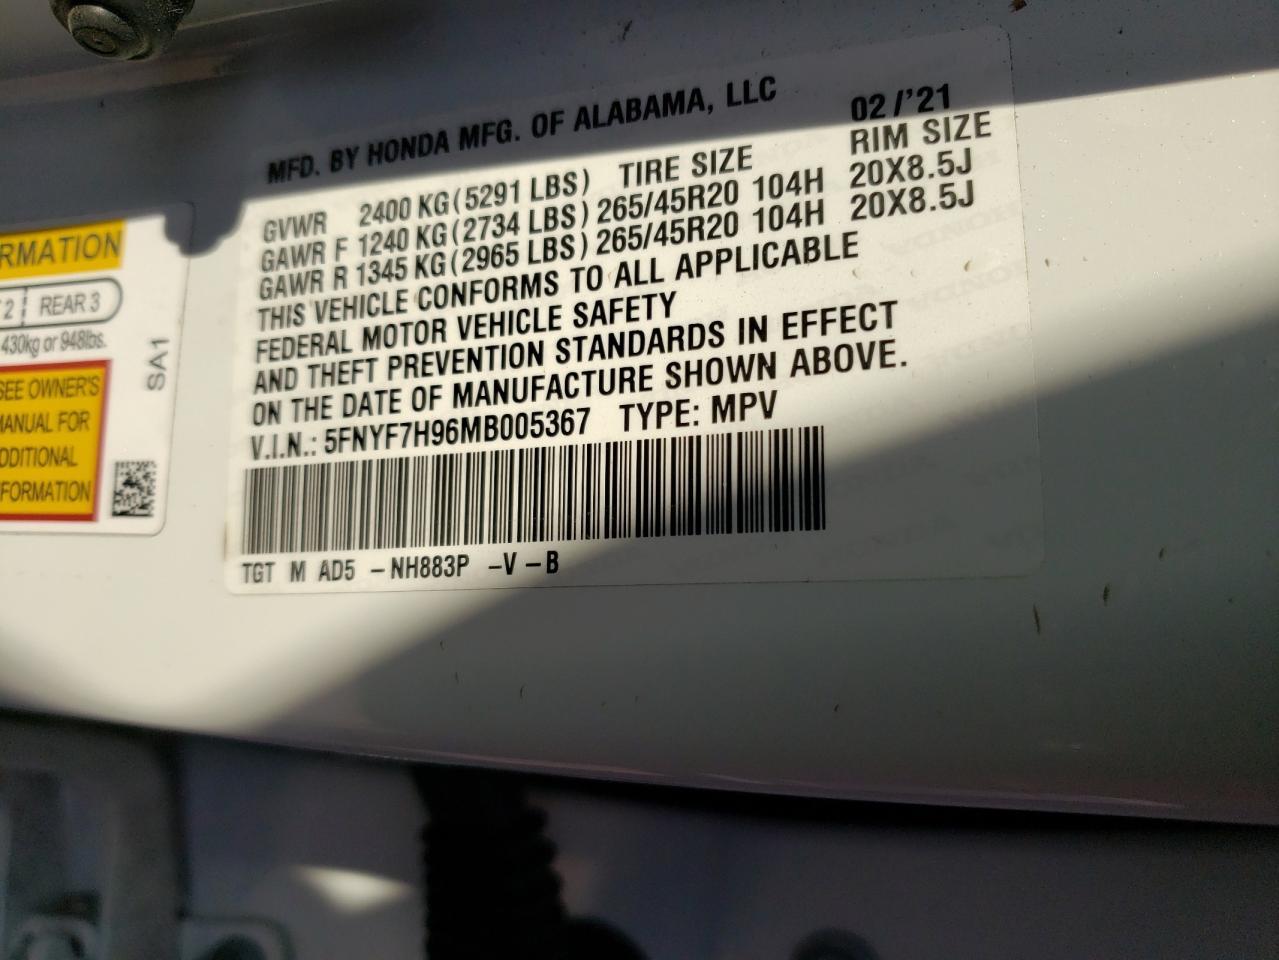 MFD. BY HONDA MFG. OF ALABAMA, LLC 02/'21
GVWR 2400 KG (5291 LBS) TIRE SIZE RIM SIZE
GAWR F 1240 KG (2734 LBS) 265/45R20 104H 20X8.5J
GAWR R 1345 KG (2965 LBS) 265/45R20 104H 20X8.5J
THIS VEHICLE CONFORMS TO ALL APPLICABLE
FEDERAL MOTOR VEHICLE SAFETY
AND THEFT PREVENTION STANDARDS IN EFFECT
ON THE DATE OF MANUFACTURE SHOWN ABOVE.
V.I.N.: 5FNYF7H96MB005367 TYPE: MPV
TGT M AD5 -NH883P -V -B
RMATION
2 REAR 3
430kg or 948lbs.
SEE OWNER'S
MANUAL FOR
DDITIONAL
FORMATION
SA1